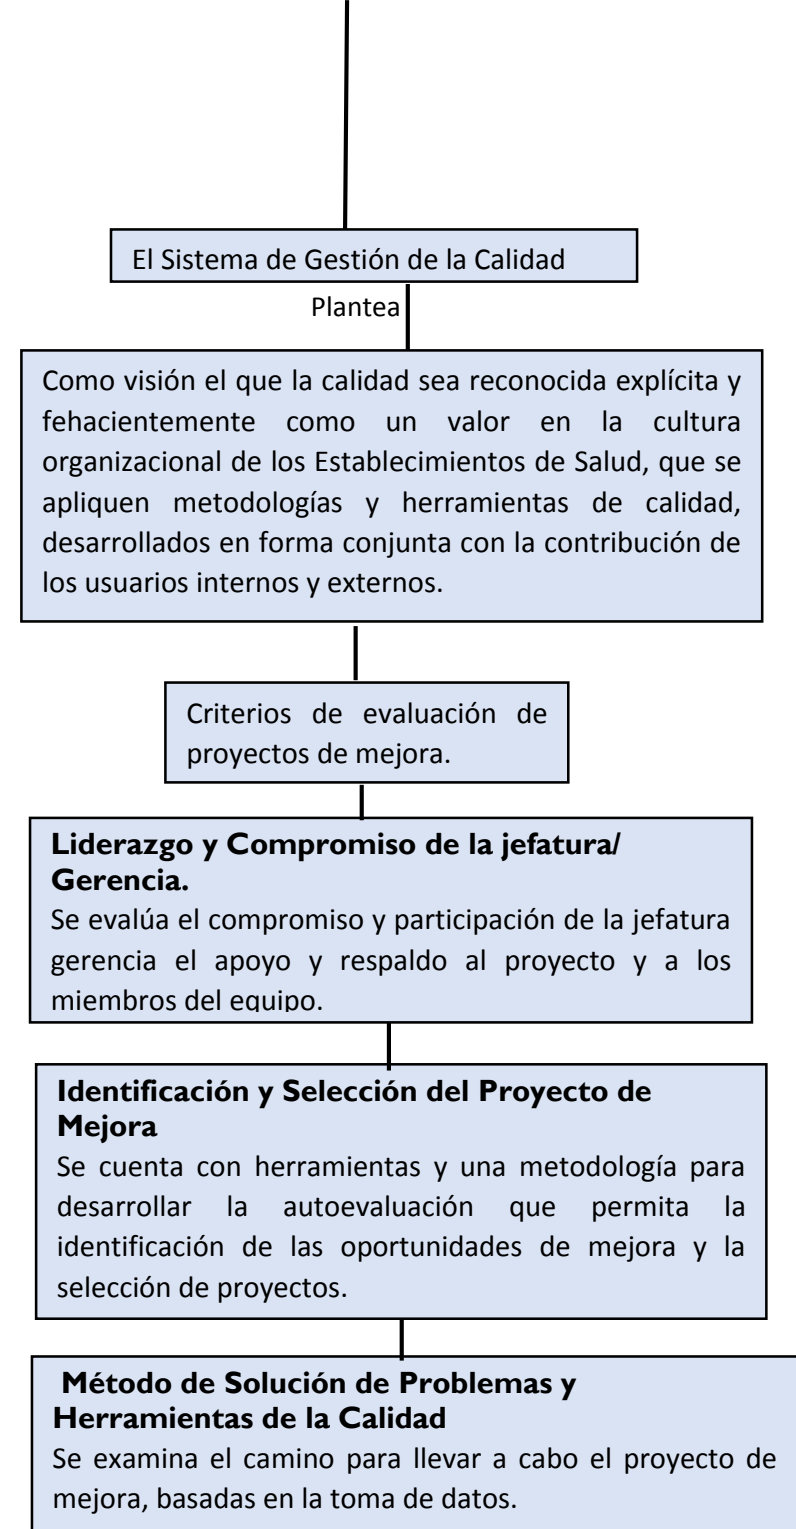 El Sistema de Gestión de la Calidad
Plantea
Como visión el que la calidad sea reconocida explícita y
fehacientemente como un valor en la cultura
organizacional de los Establecimientos de Salud, que se
apliquen metodologías y herramientas de calidad,
desarrollados en forma conjunta con la contribución de
los usuarios internos y externos.
Criterios de evaluación de
proyectos de mejora.
Liderazgo y Compromiso de la jefatura/
Gerencia.
Se evalúa el compromiso y participación de la jefatura
gerencia el apoyo y respaldo al proyecto y a los
miembros del equipo.
Identificación y Selección del Proyecto de
Mejora
Se cuenta con herramientas y una metodología para
desarrollar la autoevaluación que permita la
identificación de las oportunidades de mejora y la
selección de proyectos.
Método de Solución de Problemas y
Herramientas de la Calidad
Se examina el camino para llevar a cabo el proyecto de
mejora, basadas en la toma de datos.